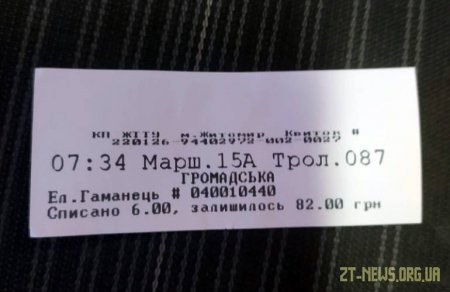 КП ЖТТУ м.Житомир Квиток #
220126-94402972-002-0027
07:34 Марш.15А Трол.087
ГРОМАДСЬКА
Ел.Гаманець # 040010440
Списано 6.00, залишилось 82.00 грн
ZT-NEWS.ORG.UA